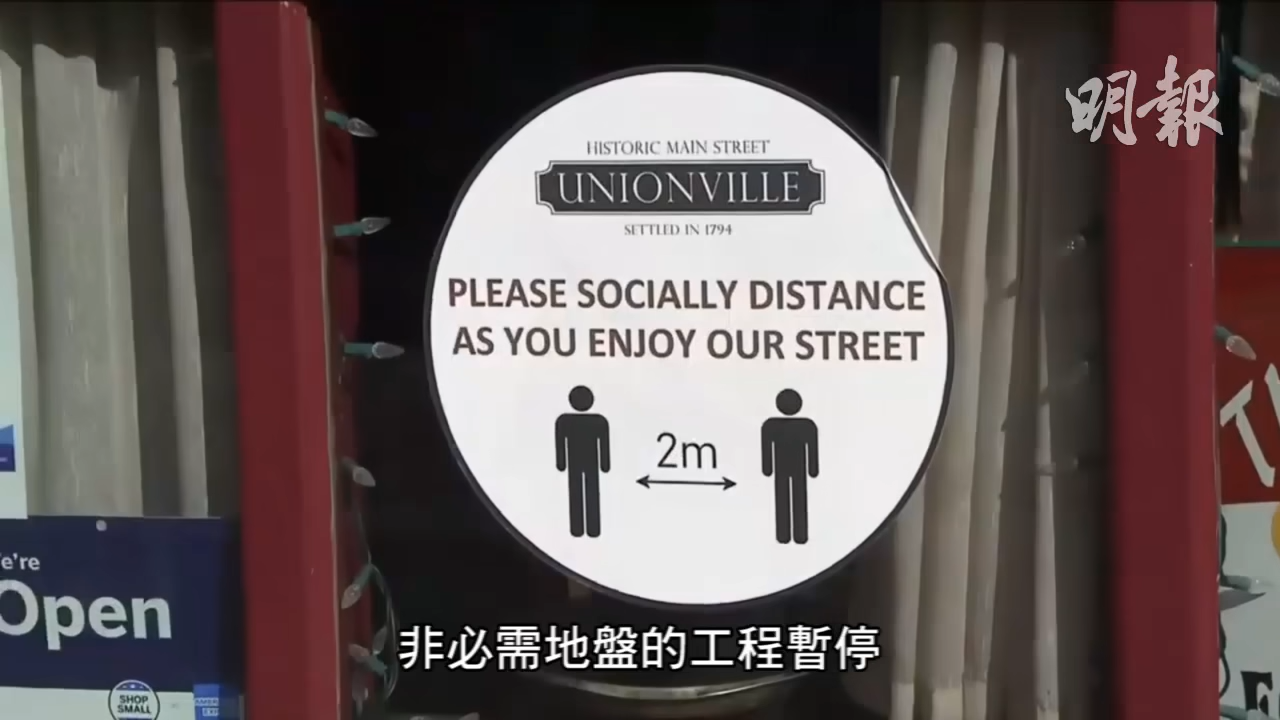 明報
HISTORIC MAIN STREET
UNIONVILLE
SETTLED IN 1794
PLEASE SOCIALLY DISTANCE
AS YOU ENJOY OUR STREET
2m
e're
Open
SHOP
SMALL
非必需地盤的工程暫停